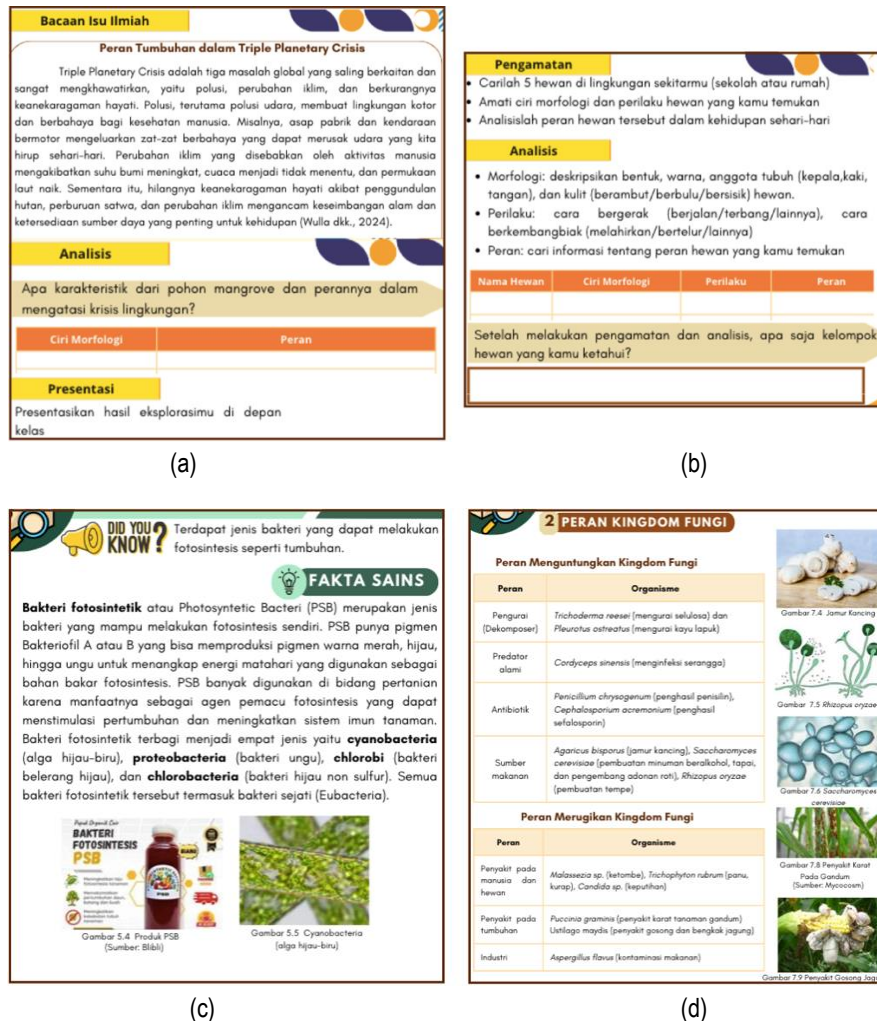 Bacaan Isu Ilmiah
Peran Tumbuhan dalam Triple Planetary Crisis
Triple Planetary Crisis adalah tiga masalah global yang saling berkaitan dan
sangat mengkhawatirkan, yaitu polusi, perubahan iklim, dan berkurangnya
keanekaragaman hayati. Polusi, terutama polusi udara, membuat lingkungan kotor
dan berbahaya bagi kesehatan manusia. Misalnya, asap pabrik dan kendaraan
bermotor mengeluarkan zat-zat berbahaya yang dapat merusak udara yang kita
hirup sehari-hari. Perubahan iklim yang disebabkan oleh aktivitas manusia
mengakibatkan suhu bumi meningkat, cuaca menjadi tidak menentu, dan permukaan
laut naik. Sementara itu, hilangnya keanekaragaman hayati akibat penggundulan
hutan, perburuan satwa, dan perubahan iklim mengancam keseimbangan alam dan
ketersediaan sumber daya yang penting untuk kehidupan (Wulla dkk., 2024).
Analisis
Apa karakteristik dari pohon mangrove dan perannya dalam
mengatasi krisis lingkungan?
Ciri Morfologi Peran
Presentasi
Presentasikan hasil eksplorasimu di depan
kelas
(a)
Pengamatan
• Carilah 5 hewan di lingkungan sekitarmu (sekolah atau rumah)
• Amati ciri morfologi dan perilaku hewan yang kamu temukan
• Analisislah peran hewan tersebut dalam kehidupan sehari-hari
Analisis
• Morfologi: deskripsikan bentuk, warna, anggota tubuh (kepala,kaki,
tangan), dan kulit (berambut/berbulu/bersisik) hewan.
• Perilaku: cara bergerak (berjalan/terbang/lainnya), cara
berkembangbiak (melahirkan/bertelur/lainnya)
• Peran: cari informasi tentang peran hewan yang kamu temukan
Nama Hewan Ciri Morfologi Perilaku Peran
Setelah melakukan pengamatan dan analisis, apa saja kelompok
hewan yang kamu ketahui?
(b)
DID YOU
KNOW?
Terdapat jenis bakteri yang dapat melakukan
fotosintesis seperti tumbuhan.
FAKTA SAINS
Bakteri fotosintetik atau Photosyntetic Bacteri (PSB) merupakan jenis
bakteri yang mampu melakukan fotosintesis sendiri. PSB punya pigmen
Bakteriofil A atau B yang bisa memproduksi pigmen warna merah, hijau,
hingga ungu untuk menangkap energi matahari yang digunakan sebagai
bahan bakar fotosintesis. PSB banyak digunakan di bidang pertanian
karena manfaatnya sebagai agen pemacu fotosintesis yang dapat
menstimulasi pertumbuhan dan meningkatkan sistem imun tanaman.
Bakteri fotosintetik terbagi menjadi empat jenis yaitu cyanobacteria
(alga hijau-biru), proteobacteria (bakteri ungu), chlorobi (bakteri
belerang hijau), dan chlorobacteria (bakteri hijau non sulfur). Semua
bakteri fotosintetik tersebut termasuk bakteri sejati (Eubacteria).
Pupuk Organik Cair
BAKTERI
FOTOSINTESIS
PSB
Gambar 5.4 Produk PSB
(Sumber: Blibli)
Gambar 5.5 Cyanobacteria
(alga hijau-biru)
(c)
2 PERAN KINGDOM FUNGI
Peran Menguntungkan Kingdom Fungi
Peran Organisme
Pengurai
(Dekomposer)
Trichoderma reesei (mengurai selulosa) dan
Pleurotus ostreatus (mengurai kayu lapuk)
Predator
alami
Cordyceps sinensis (menginfeksi serangga)
Antibiotik
Penicillium chrysogenum (penghasil penisilin),
Cephalosporium acremonium (penghasil
sefalosporin)
Sumber
makanan
Agaricus bisporus (jamur kancing), Saccharomyces
cerevisiae (pembuatan minuman beralkohol, tapai,
dan pengembang adonan roti), Rhizopus oryzae
(pembuatan tempe)
Peran Merugikan Kingdom Fungi
Peran Organisme
Penyakit pada
manusia dan
hewan
Malassezia sp. (ketombe), Trichophyton rubrum (panu,
kurap), Candida sp. (keputihan)
Penyakit pada
tumbuhan
Puccinia graminis (penyakit karat tanaman gandum)
Ustilago maydis (penyakit gosong dan bengkak jagung)
Industri
Aspergillus flavus (kontaminasi makanan)
Gambar 7.4 Jamur Kancing
Gambar 7.5 Rhizopus oryzae
Gambar 7.6 Saccharomyces
cerevisiae
Gambar 7.8 Penyakit Karat
Pada Gandum
(Sumber: Mycocosm)
Gambar 7.9 Penyakit Gosong Jag
(d)